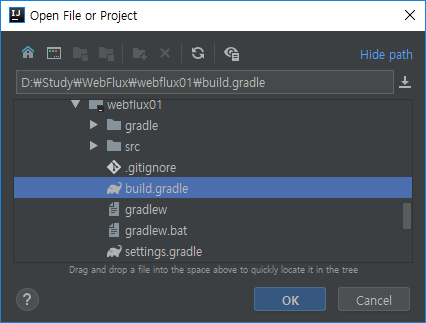 IJ
Open File or Project
Hide path
D:₩Study₩WebFlux₩webflux01₩build.gradle
webflux01
gradle
src
.gitignore
build.gradle
gradlew
gradlew.bat
settings.gradle
Drag and drop a file into the space above to quickly locate it in the tree
?
OK
Cancel